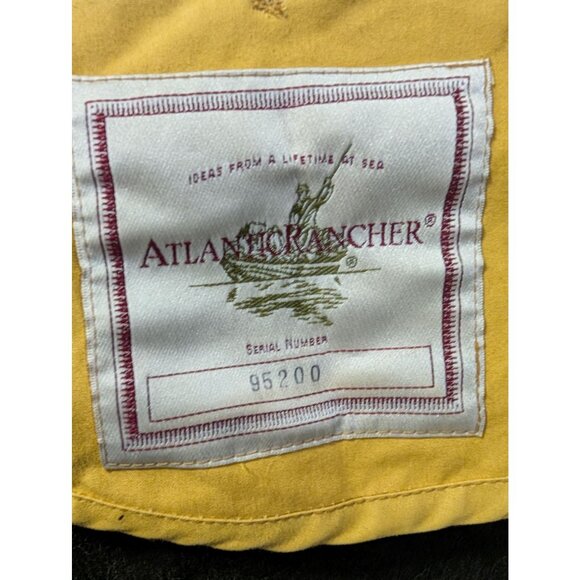 IDEAS FROM A LIFETIME AT SEA
ATLANTIC RANCHER®
®
SERIAL NUMBER
95200